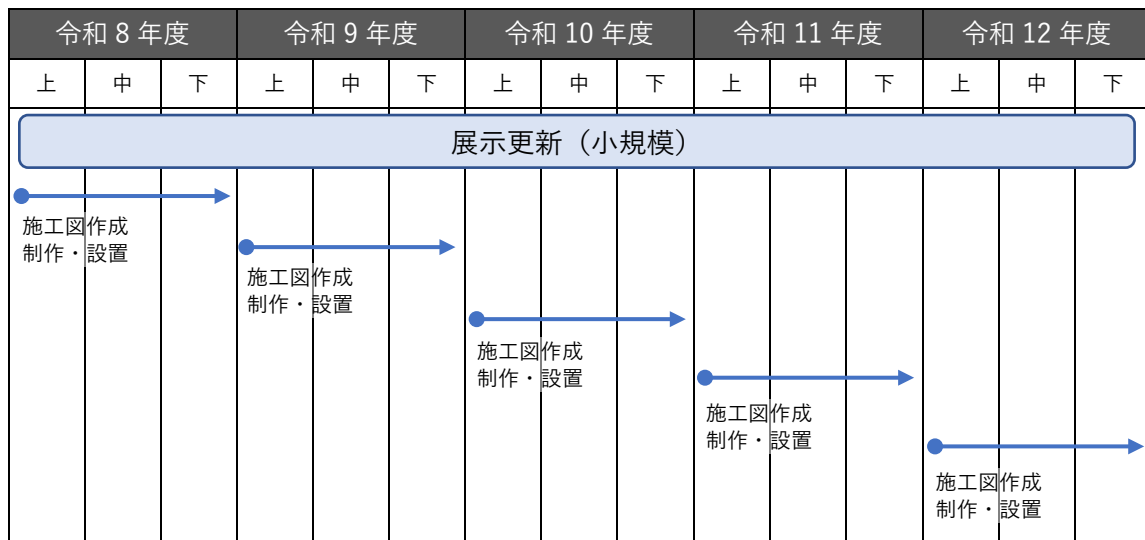 令和 8 年度 令和 9 年度 令和 10 年度 令和 11 年度 令和 12 年度
上 中 下 上 中 下 上 中 下 上 中 下 上 中 下
展示更新（小規模）
施工図作成
制作・設置
施工図作成
制作・設置
施工図作成
制作・設置
施工図作成
制作・設置
施工図作成
制作・設置